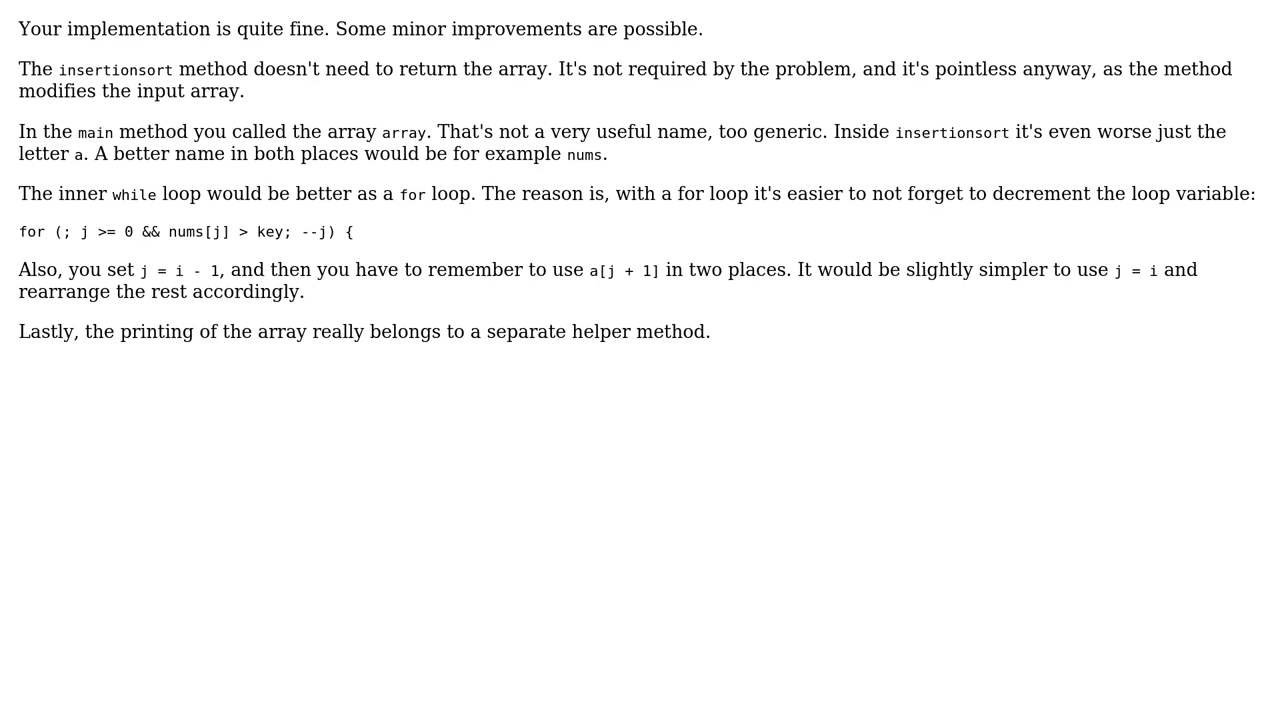 Your implementation is quite fine. Some minor improvements are possible.
The insertionsort method doesn't need to return the array. It's not required by the problem, and it's pointless anyway, as the method
modifies the input array.
In the main method you called the array array. That's not a very useful name, too generic. Inside insertionsort it's even worse just the
letter a. A better name in both places would be for example nums.
The inner while loop would be better as a for loop. The reason is, with a for loop it's easier to not forget to decrement the loop variable:
for (; j >= 0 && nums[j] > key; --j) {
Also, you set j = i - 1, and then you have to remember to use a[j + 1] in two places. It would be slightly simpler to use j = i and
rearrange the rest accordingly.
Lastly, the printing of the array really belongs to a separate helper method.